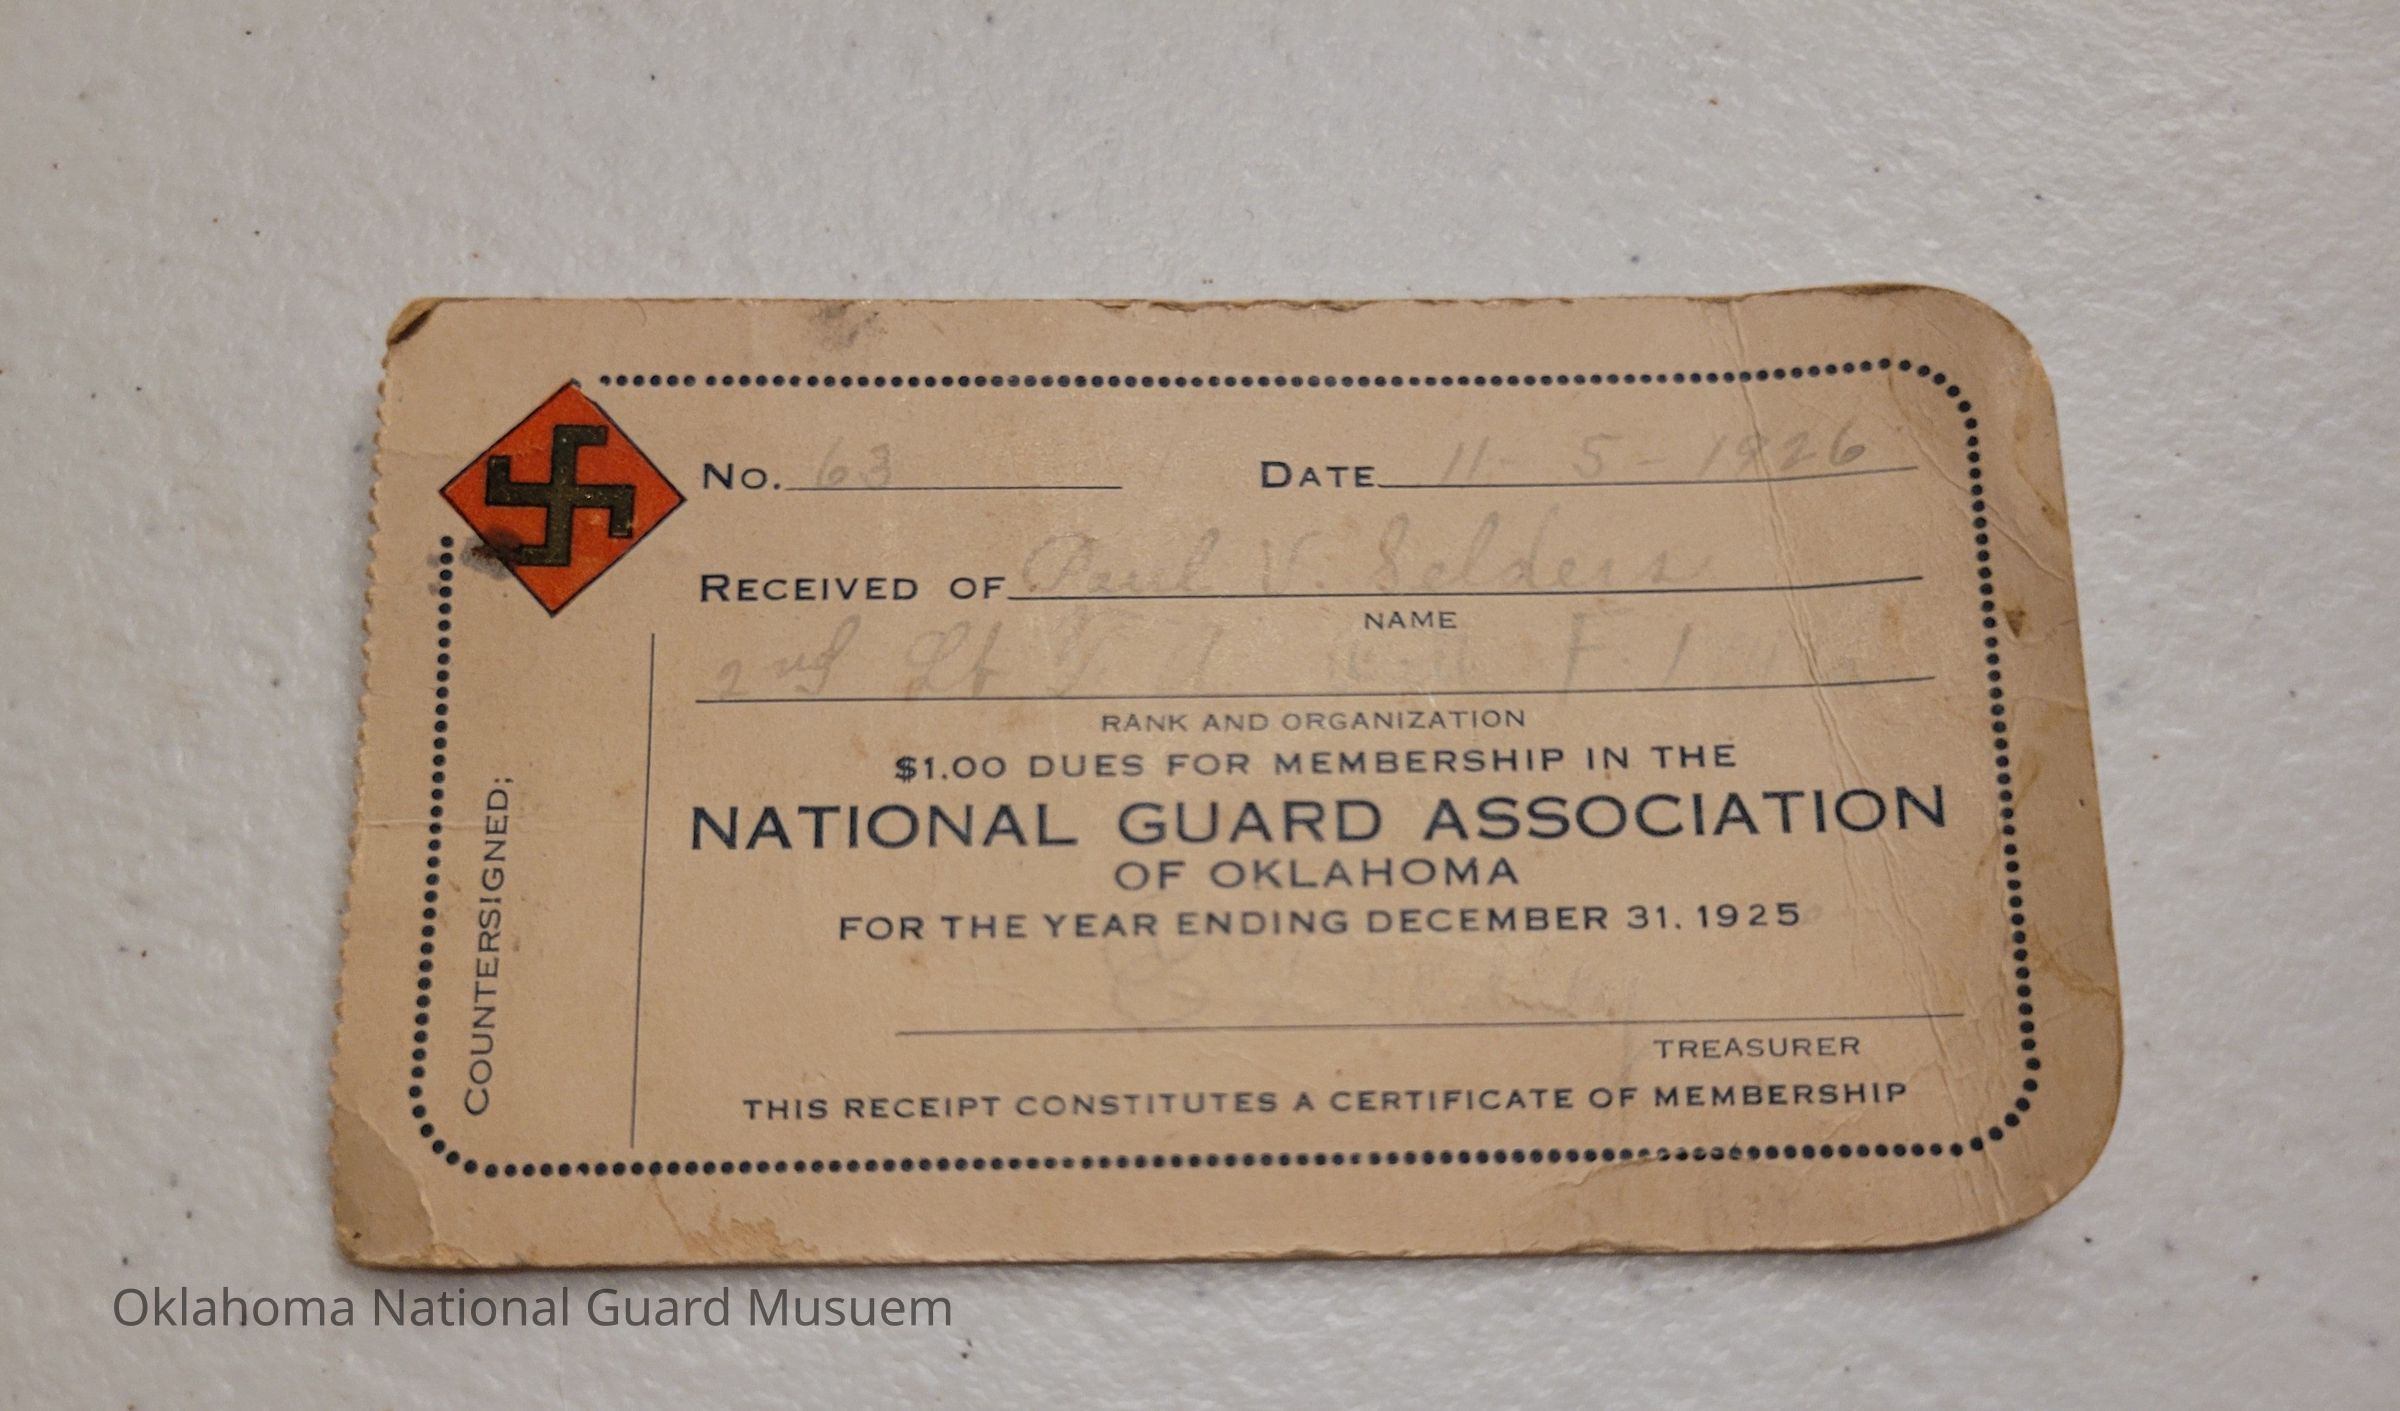 No. 63 DATE 11-5-1926
RECEIVED OF Paul V. Selders
NAME
2nd Lt
RANK AND ORGANIZATION
$1.00 DUES FOR MEMBERSHIP IN THE
NATIONAL GUARD ASSOCIATION
OF OKLAHOMA
FOR THE YEAR ENDING DECEMBER 31. 1925
TREASURER
THIS RECEIPT CONSTITUTES A CERTIFICATE OF MEMBERSHIP
COUNTERSIGNED;
Oklahoma National Guard Musuem